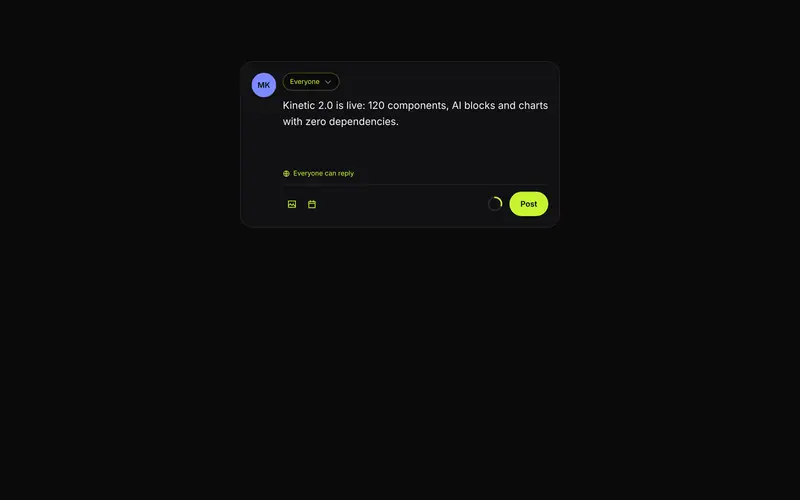 MK
Everyone
Kinetic 2.0 is live: 120 components, AI blocks and charts
with zero dependencies.
Everyone can reply
Post